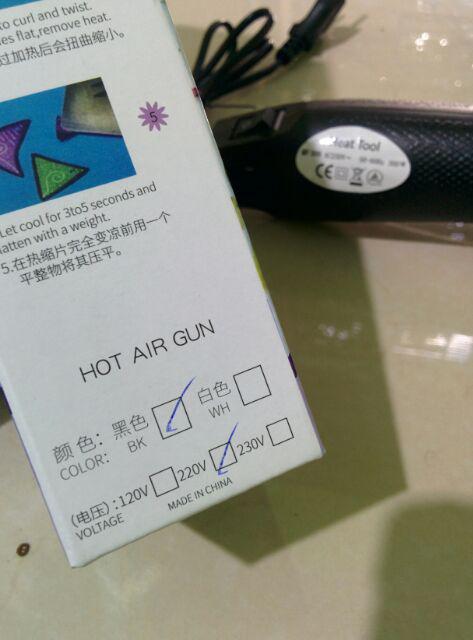 to curl and twist.
flat,remove heat.
过加热后会扭曲缩小。
5
Let cool for 3to5 seconds and
latten with a weight.
5.在热缩片完全变凉前用一个
平整物将其压平。
HOT AIR GUN
颜色: 黑色 白色
COLOR: BK WH
(电压):120V 220V 230V
VOLTAGE MADE IN CHINA
Heat Tool
CE